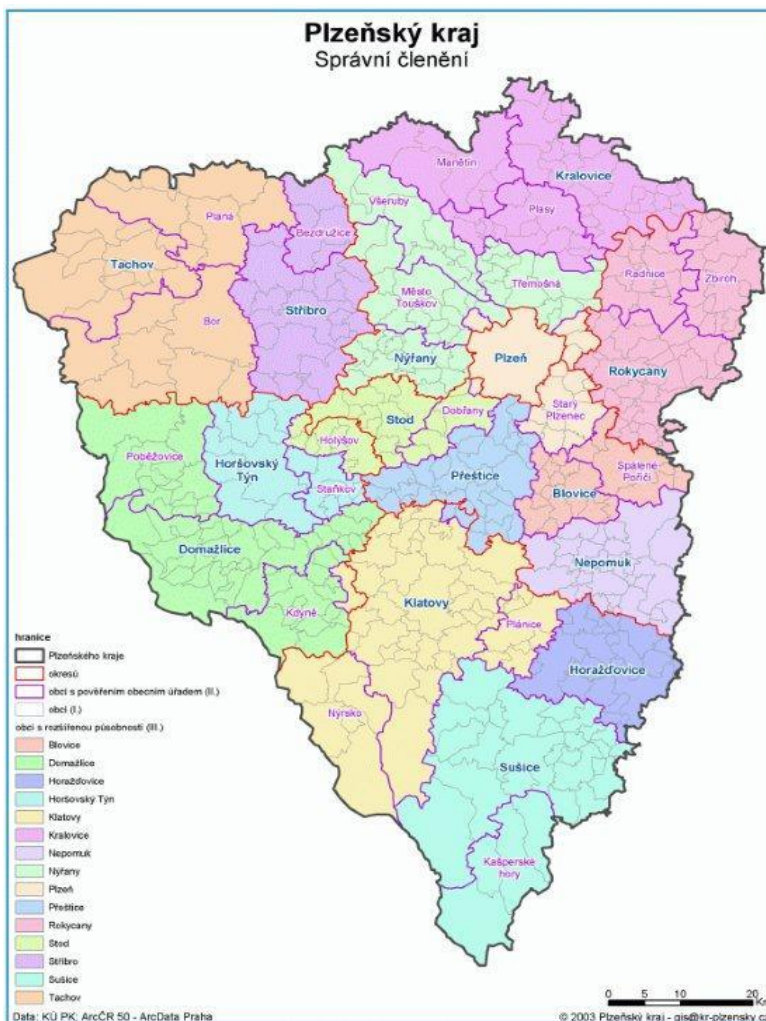 Plzeňský kraj
Správní členění
Manětín
Kralovice
Všeruby
Plasy
Planá
Bezdružice
Tachov
Radnice
Zbiroh
Třemošná
Město
Touškov
Stříbro
Bor
Nýřany
Plzeň
Rokycany
Starý
Plzenec
Dobřany
Stod
Holýšov
Poběžovice
Horšovský
Týn
Staňkov
Přeštice
Spálené
Poříčí
Blovice
Domažlice
Nepomuk
Klatovy
Kdyně
Plánice
Horažďovice
Nýrsko
Sušice
Kašperské
hory
hranice
Plzeňského kraje
okresů
obcí s pověřením obecním úřadem (II.)
obcí (I.)
obcí s rozšířenou působností (III.)
Blovice
Domažlice
Horažďovice
Horšovský Týn
Klatovy
Kralovice
Nepomuk
Nýřany
Plzeň
Přeštice
Rokycany
Stod
Stříbro
Sušice
Tachov
0 5 10 20
Km
Data: KÚ PK, ArcČR 50 - ArcData Praha
© 2003 Plzeňský kraj - gis@kr-plzensky.cz